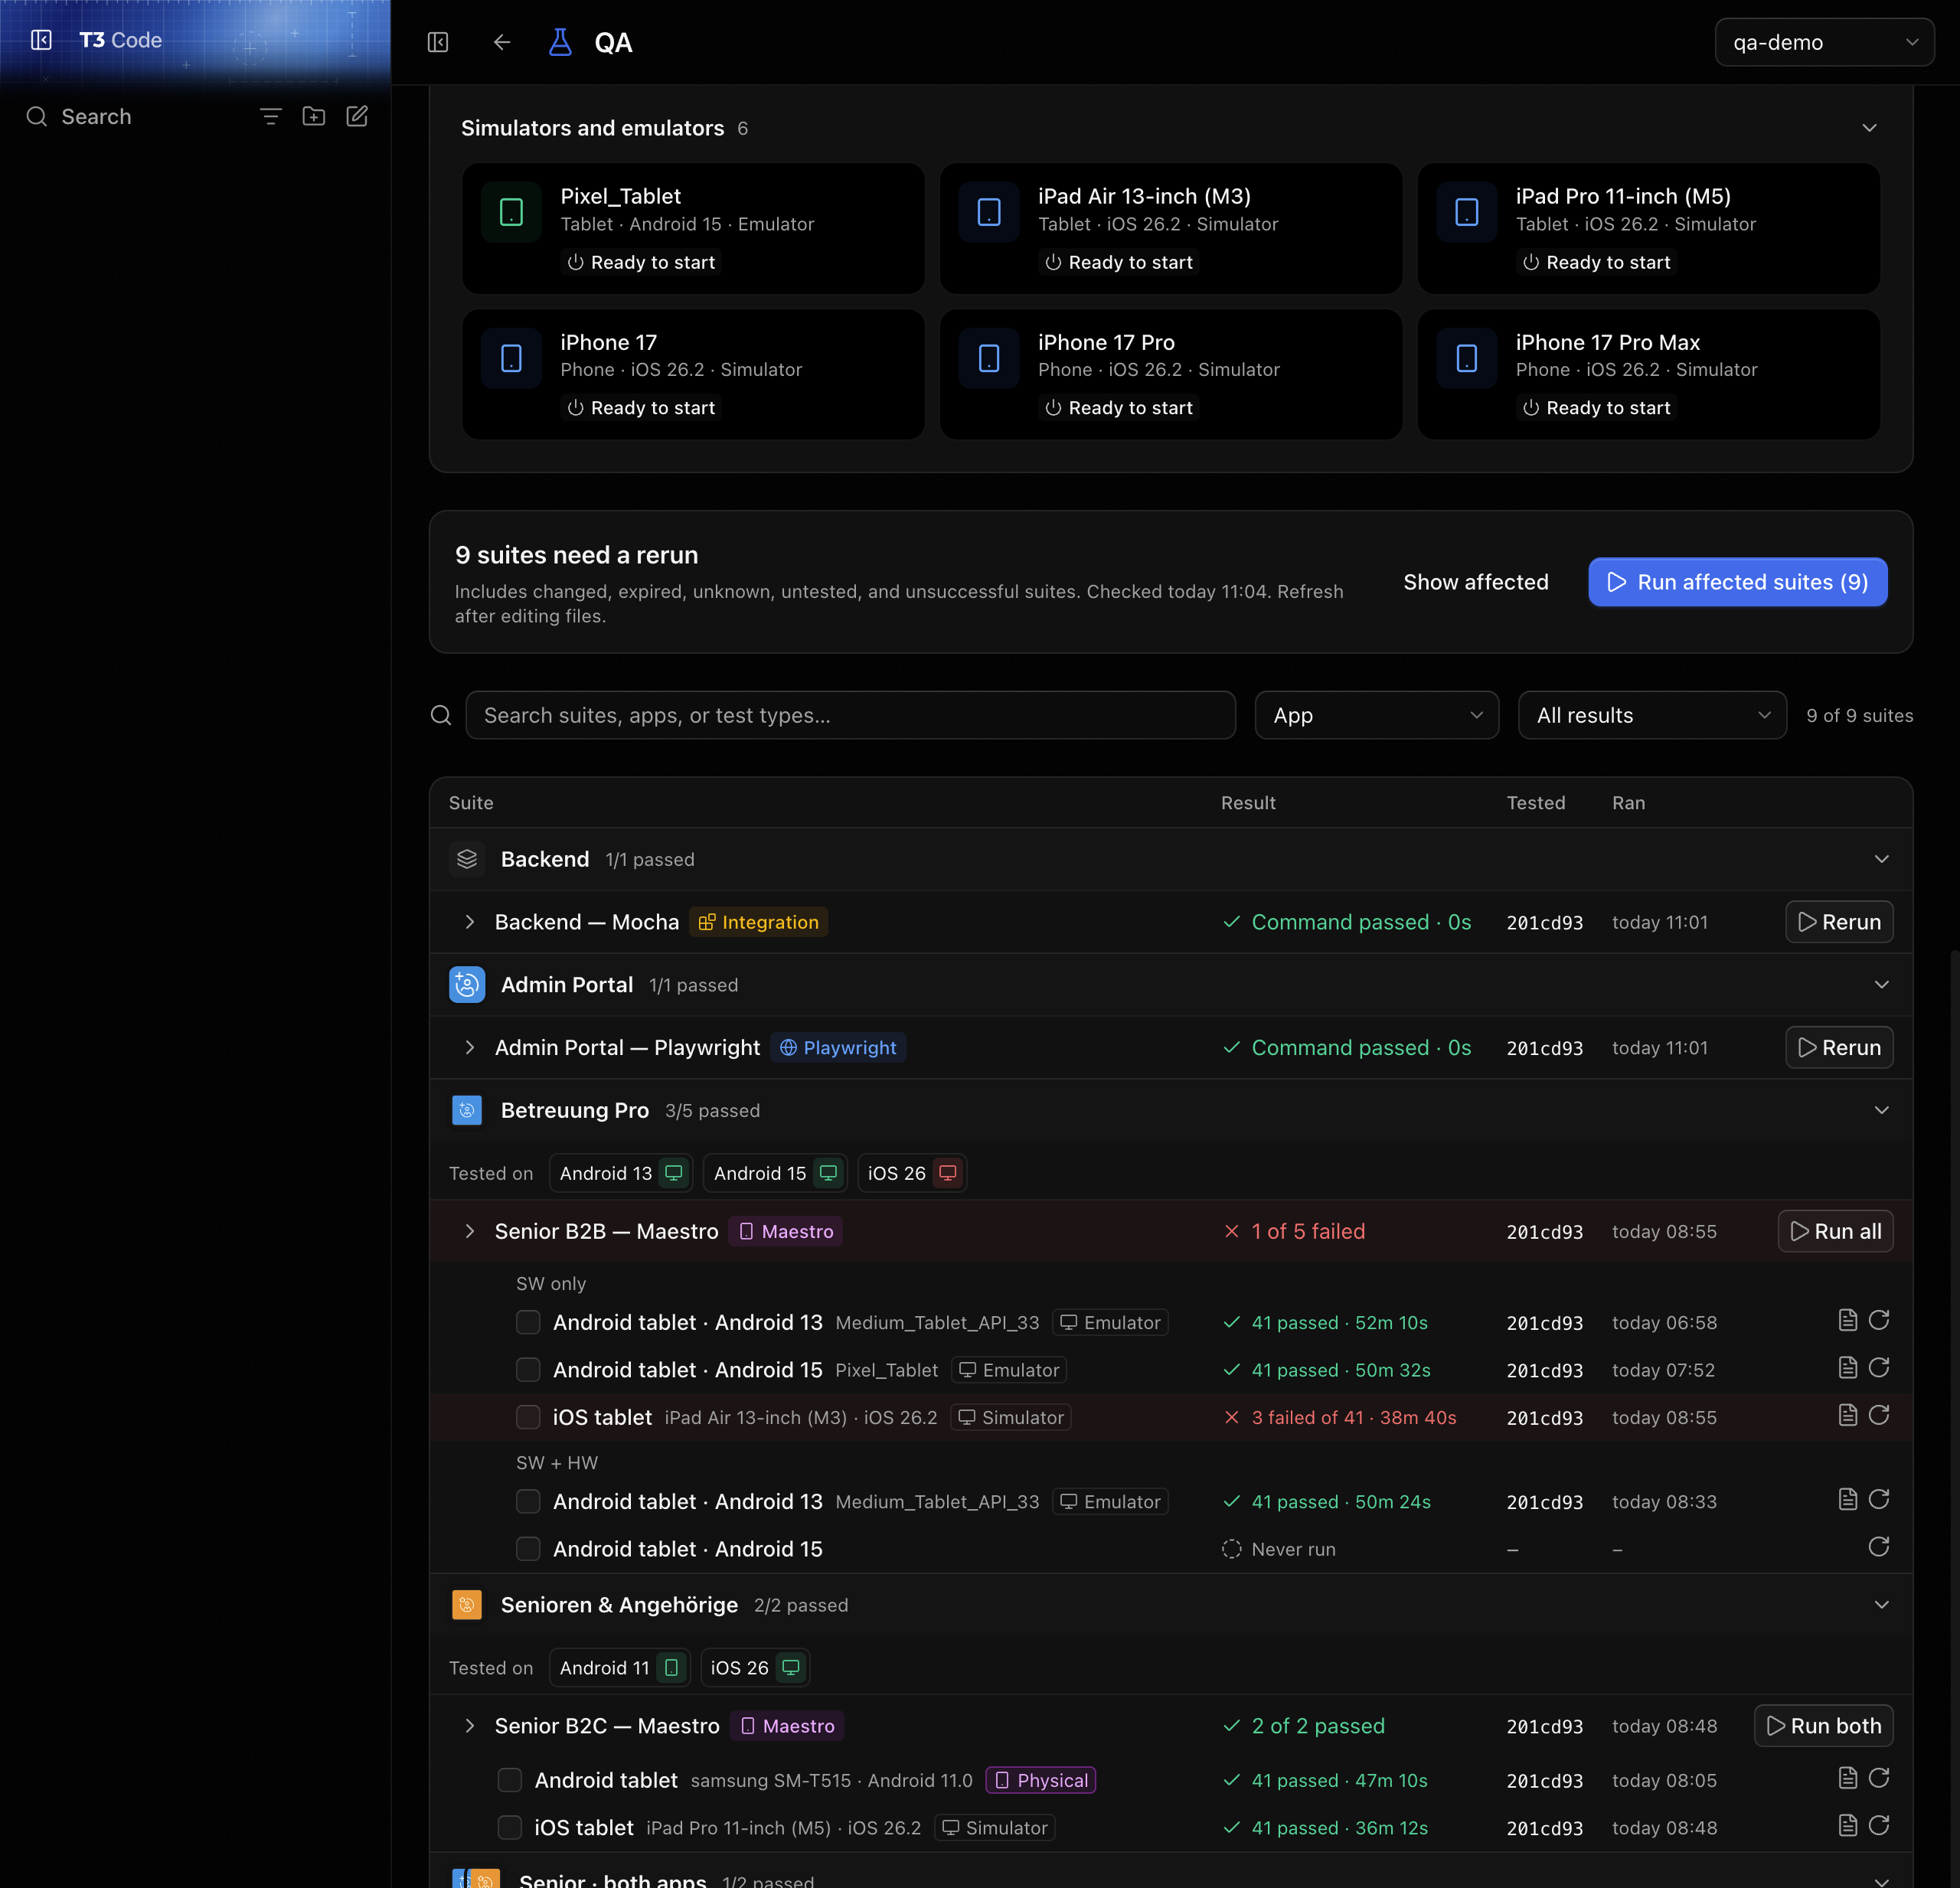 T3 Code
QA
qa-demo
Search
Simulators and emulators 6
Pixel_Tablet
Tablet · Android 15 · Emulator
Ready to start
iPad Air 13-inch (M3)
Tablet · iOS 26.2 · Simulator
Ready to start
iPad Pro 11-inch (M5)
Tablet · iOS 26.2 · Simulator
Ready to start
iPhone 17
Phone · iOS 26.2 · Simulator
Ready to start
iPhone 17 Pro
Phone · iOS 26.2 · Simulator
Ready to start
iPhone 17 Pro Max
Phone · iOS 26.2 · Simulator
Ready to start
9 suites need a rerun
Includes changed, expired, unknown, untested, and unsuccessful suites. Checked today 11:04. Refresh
after editing files.
Show affected
Run affected suites (9)
Search suites, apps, or test types...
App
All results
9 of 9 suites
Suite Result Tested Ran
Backend 1/1 passed
Backend — Mocha Integration Command passed · 0s 201cd93 today 11:01 Rerun
Admin Portal 1/1 passed
Admin Portal — Playwright Playwright Command passed · 0s 201cd93 today 11:01 Rerun
Betreuung Pro 3/5 passed
Tested on Android 13 Android 15 iOS 26
Senior B2B — Maestro Maestro 1 of 5 failed 201cd93 today 08:55 Run all
SW only
Android tablet · Android 13 Medium_Tablet_API_33 Emulator 41 passed · 52m 10s 201cd93 today 06:58
Android tablet · Android 15 Pixel_Tablet Emulator 41 passed · 50m 32s 201cd93 today 07:52
iOS tablet iPad Air 13-inch (M3) · iOS 26.2 Simulator 3 failed of 41 · 38m 40s 201cd93 today 08:55
SW + HW
Android tablet · Android 13 Medium_Tablet_API_33 Emulator 41 passed · 50m 24s 201cd93 today 08:33
Android tablet · Android 15 Never run – –
Senioren & Angehörige 2/2 passed
Tested on Android 11 iOS 26
Senior B2C — Maestro Maestro 2 of 2 passed 201cd93 today 08:48 Run both
Android tablet samsung SM-T515 · Android 11.0 Physical 41 passed · 47m 10s 201cd93 today 08:05
iOS tablet iPad Pro 11-inch (M5) · iOS 26.2 Simulator 41 passed · 36m 12s 201cd93 today 08:48
Senior · both apps 1/2 passed